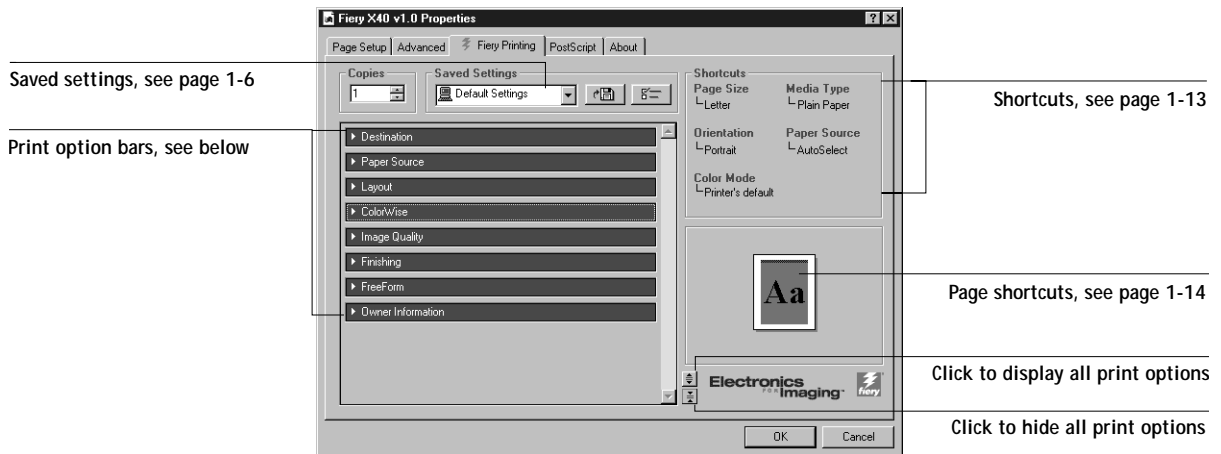 Fiery X40 v1.0 Properties
Page Setup Advanced Fiery Printing PostScript About
Saved settings, see page 1-6
Print option bars, see below
Copies
1
Saved Settings
Default Settings
Destination
Paper Source
Layout
ColorWise
Image Quality
Finishing
FreeForm
Owner Information
Shortcuts
Page Size Media Type
Letter Plain Paper
Orientation Paper Source
Portrait AutoSelect
Color Mode
Printer's default
Aa
Electronics
FOR Imaging
fiery
OK Cancel
Shortcuts, see page 1-13
Page shortcuts, see page 1-14
Click to display all print options
Click to hide all print options